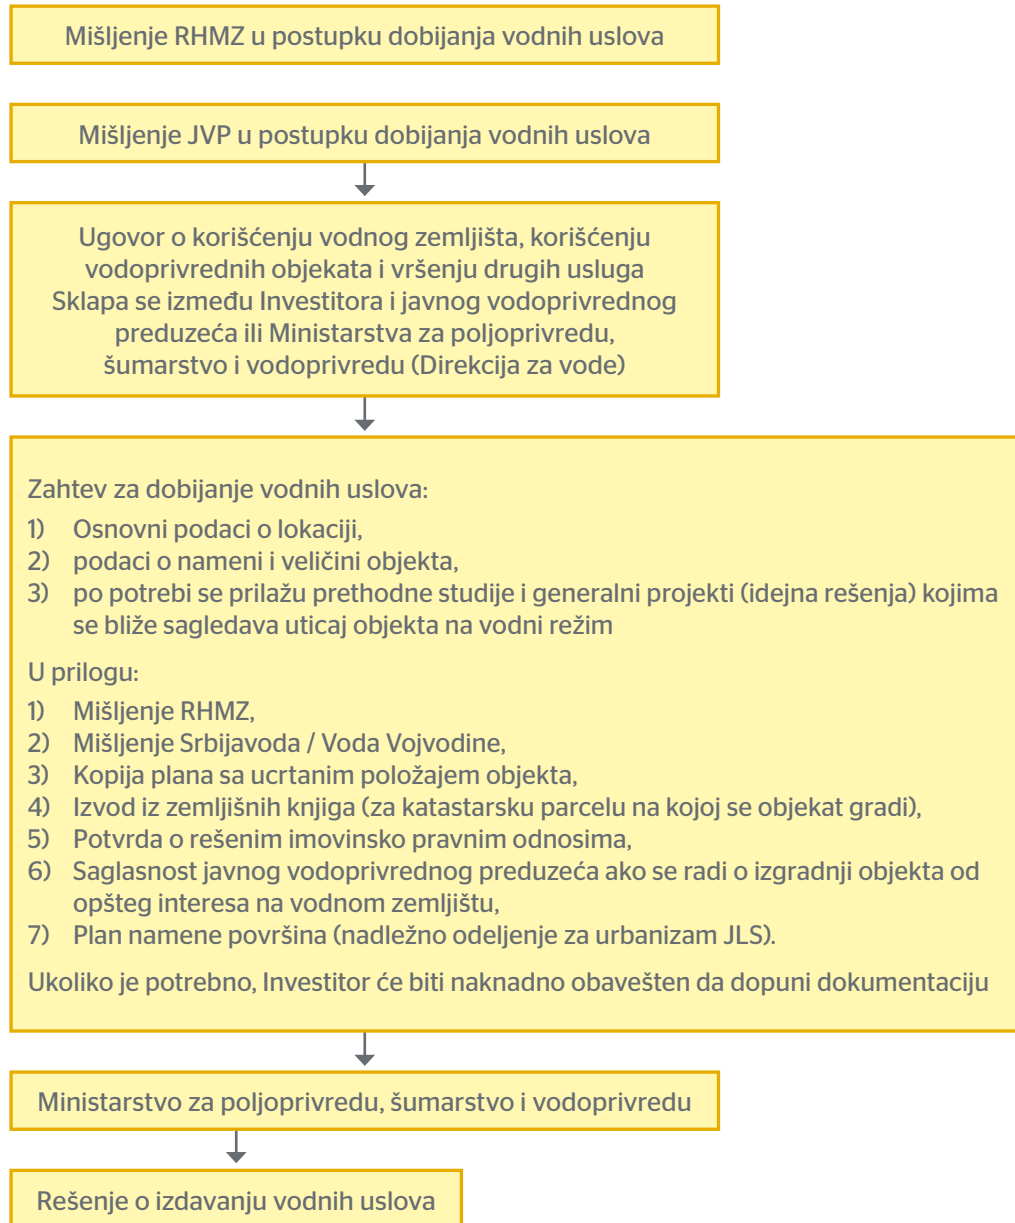 Mišljenje RHMZ u postupku dobijanja vodnih uslova
Mišljenje JVP u postupku dobijanja vodnih uslova
Ugovor o korišćenju vodnog zemljišta, korišćenju
vodoprivrednih objekata i vršenju drugih usluga
Sklapa se između Investitora i javnog vodoprivrednog
preduzeća ili Ministarstva za poljoprivredu,
šumarstvo i vodoprivredu (Direkcija za vode)
Zahtev za dobijanje vodnih uslova:
1) Osnovni podaci o lokaciji,
2) podaci o nameni i veličini objekta,
3) po potrebi se prilažu prethodne studije i generalni projekti (idejna rešenja) kojima
se bliže sagledava uticaj objekta na vodni režim
U prilogu:
1) Mišljenje RHMZ,
2) Mišljenje Srbijavoda / Voda Vojvodine,
3) Kopija plana sa ucrtanim položajem objekta,
4) Izvod iz zemljišnih knjiga (za katastarsku parcelu na kojoj se objekat gradi),
5) Potvrda o rešenim imovinsko pravnim odnosima,
6) Saglasnost javnog vodoprivrednog preduzeća ako se radi o izgradnji objekta od
opšteg interesa na vodnom zemljištu,
7) Plan namene površina (nadležno odeljenje za urbanizam JLS).
Ukoliko je potrebno, Investitor će biti naknadno obavešten da dopuni dokumentaciju
Ministarstvo za poljoprivredu, šumarstvo i vodoprivredu
Rešenje o izdavanju vodnih uslova